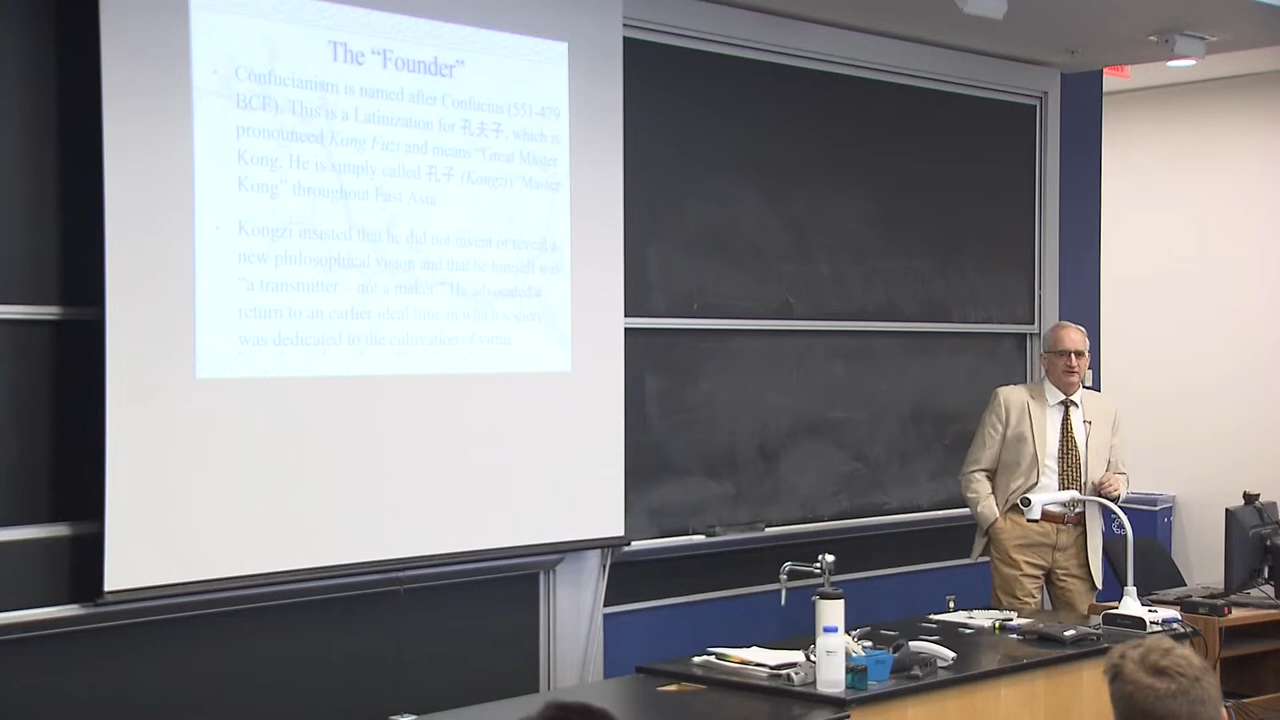 The “Founder”
Confucianism is named after Confucius (551-479
BCE). This is a Latinization for 孔夫子, which is
pronounced Kong Fuzi and means “Great Master
Kong. He is simply called 孔子 (Kongzi) “Master
Kong” throughout East Asia.
Kongzi insisted that he did not invent or reveal a
new philosophical vision and that he himself was
“a transmitter – not a maker.” He advocated a
return to an earlier ideal time in which society
was dedicated to the cultivation of virtue.